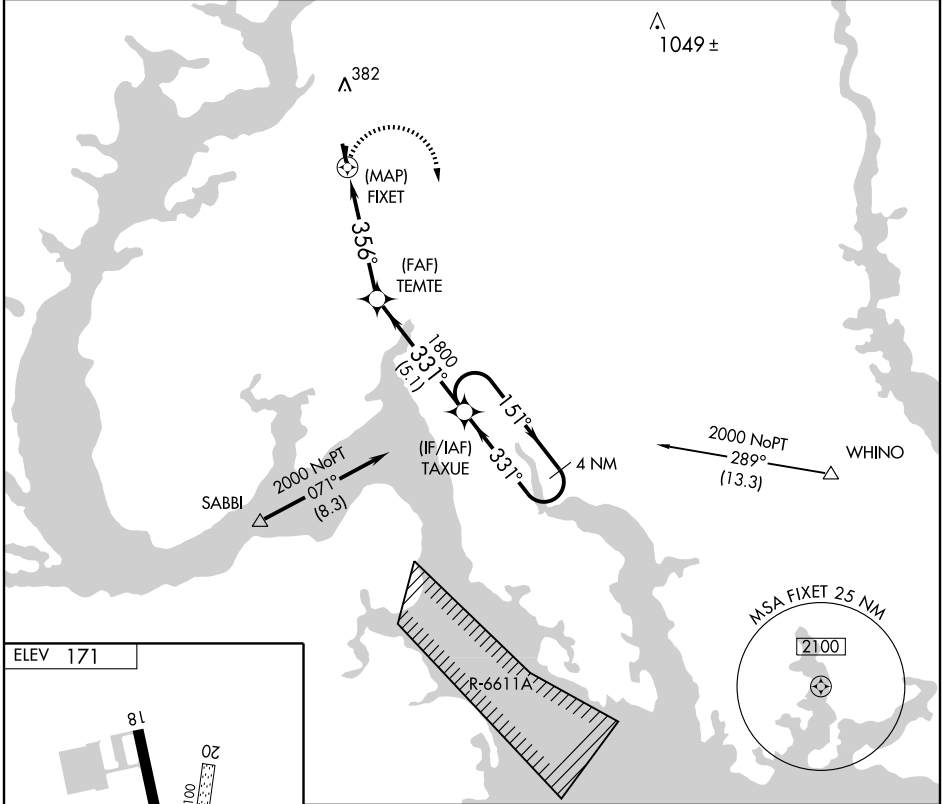 1049 ±
382
(MAP)
FIXET
356°
(FAF)
TEMTE
1800
331°
(5.1)
151°
(IF/IAF)
TAXUE
331°
4 NM
2000 NoPT
289°
(13.3)
WHINO
SABBI
2000 NoPT
071°
(8.3)
MSA FIXET 25 NM
2100
R-6611A
ELEV 171
18
20
100